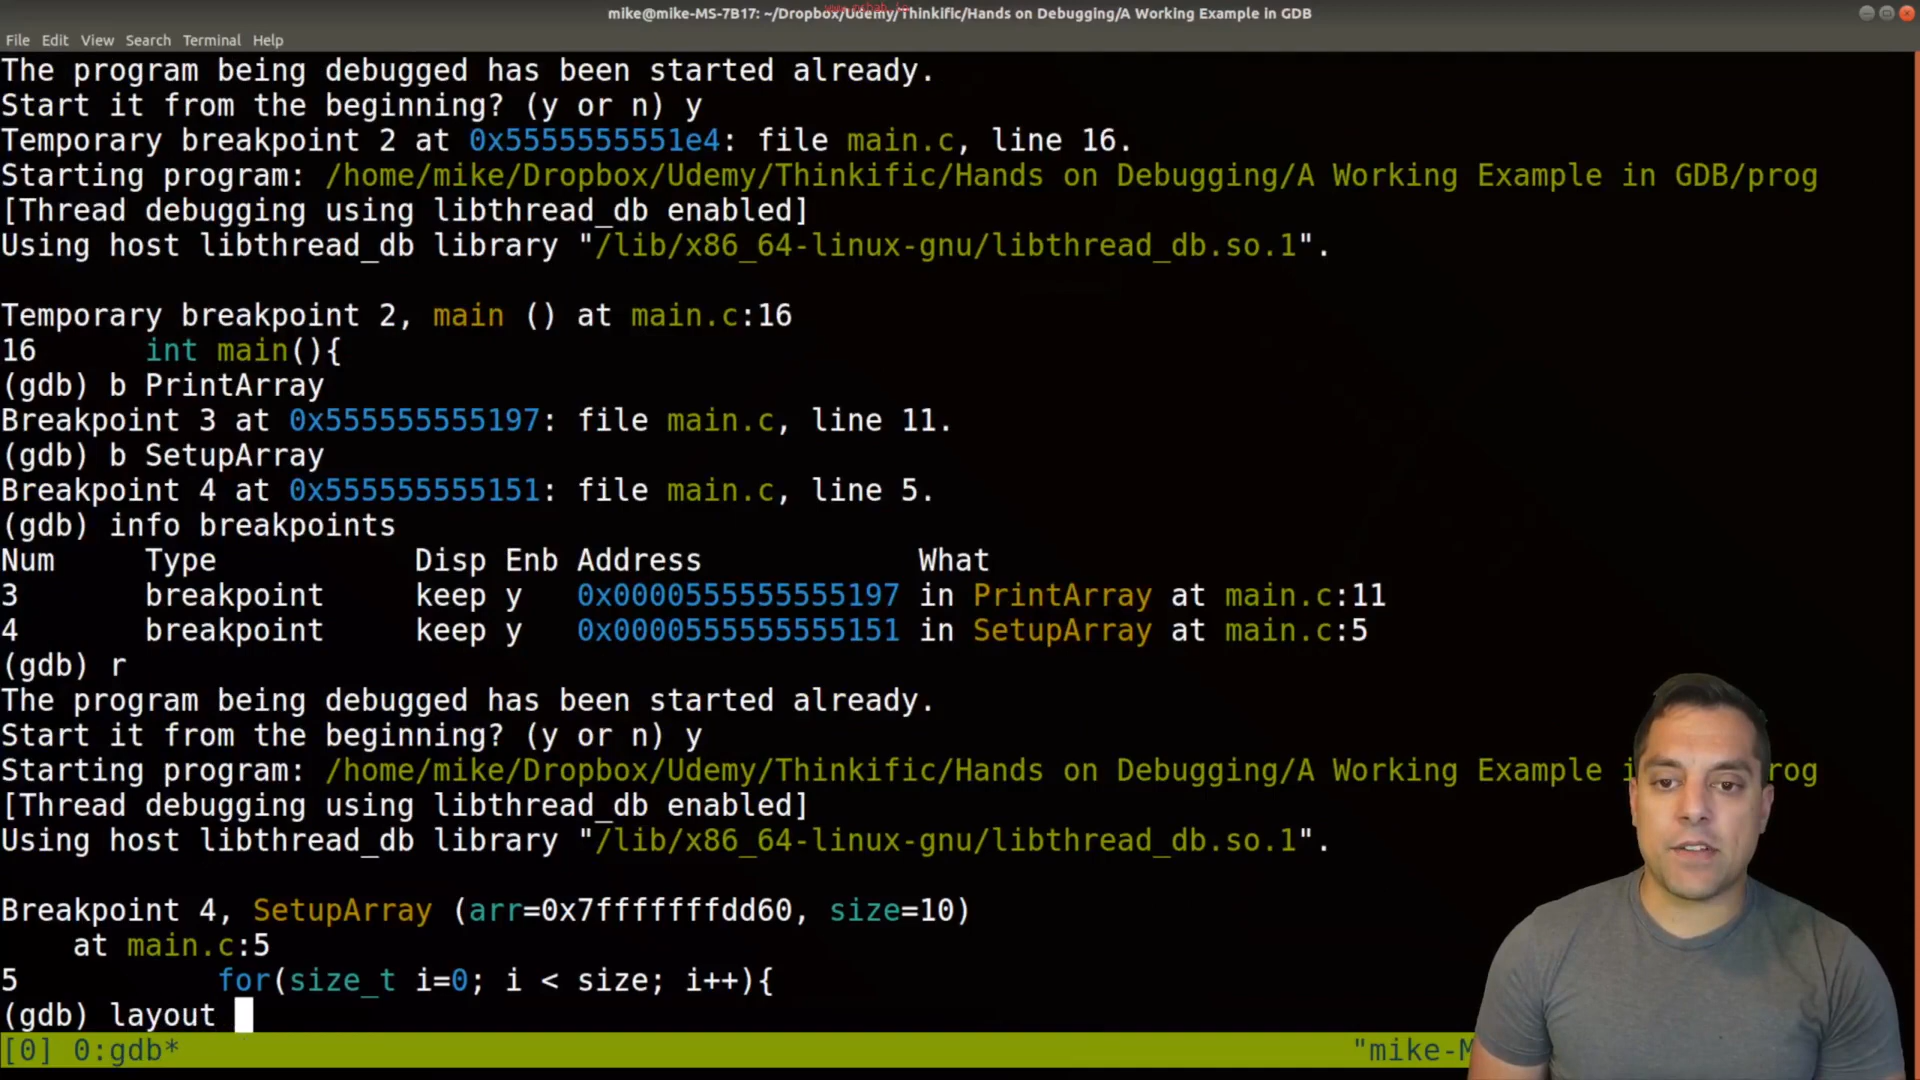 mike@mike-MS-7B17: ~/Dropbox/Udemy/Thinkific/Hands on Debugging/A Working Example in GDB
File Edit View Search Terminal Help
The program being debugged has been started already.
Start it from the beginning? (y or n) y
Temporary breakpoint 2 at 0x5555555551e4: file main.c, line 16.
Starting program: /home/mike/Dropbox/Udemy/Thinkific/Hands on Debugging/A Working Example in GDB/prog
[Thread debugging using libthread_db enabled]
Using host libthread_db library "/lib/x86_64-linux-gnu/libthread_db.so.1".
Temporary breakpoint 2, main () at main.c:16
16 int main(){
(gdb) b PrintArray
Breakpoint 3 at 0x555555555197: file main.c, line 11.
(gdb) b SetupArray
Breakpoint 4 at 0x555555555151: file main.c, line 5.
(gdb) info breakpoints
Num Type Disp Enb Address What
3 breakpoint keep y 0x0000555555555197 in PrintArray at main.c:11
4 breakpoint keep y 0x0000555555555151 in SetupArray at main.c:5
(gdb) r
The program being debugged has been started already.
Start it from the beginning? (y or n) y
Starting program: /home/mike/Dropbox/Udemy/Thinkific/Hands on Debugging/A Working Example rog
[Thread debugging using libthread_db enabled]
Using host libthread_db library "/lib/x86_64-linux-gnu/libthread_db.so.1".
Breakpoint 4, SetupArray (arr=0x7fffffffdd60, size=10)
at main.c:5
5 for(size_t i=0; i < size; i++){
(gdb) layout
[0] 0:gdb* "mike-M